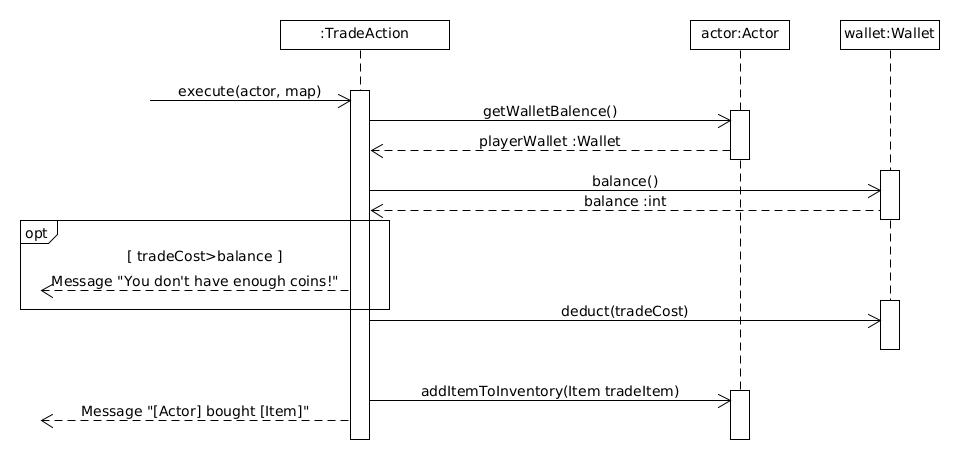 :TradeAction
actor:Actor
wallet:Wallet
execute(actor, map)
getWalletBalence()
playerWallet :Wallet
balance()
balance :int
opt
[ tradeCost>balance ]
Message "You don't have enough coins!"
deduct(tradeCost)
addItemToInventory(Item tradeItem)
Message "[Actor] bought [Item]"